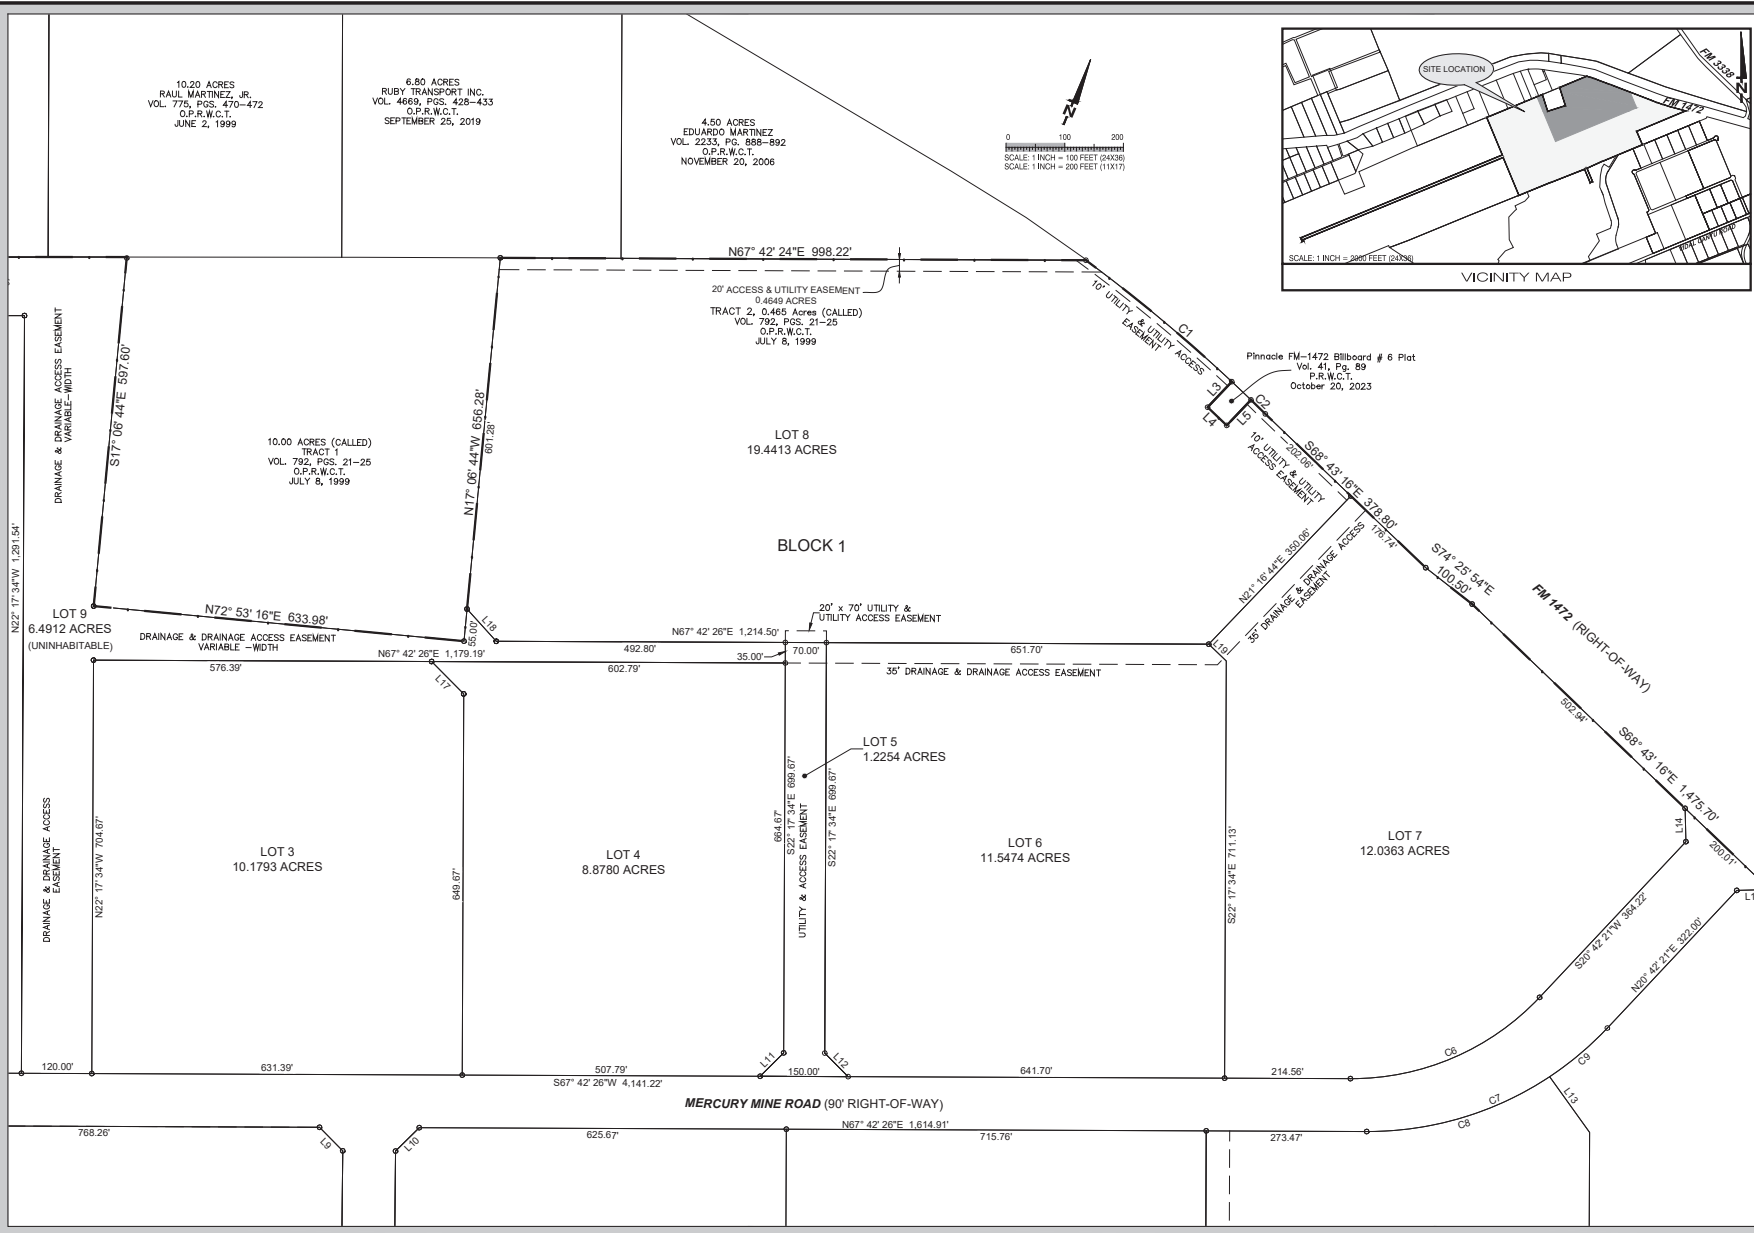 10.20 ACRES
RAUL MARTINEZ, JR.
VOL. 775, PGS. 470-472
O.P.R.W.C.T.
JUNE 2, 1999
6.80 ACRES
RUBY TRANSPORT INC.
VOL. 4669, PGS. 428-433
O.P.R.W.C.T.
SEPTEMBER 25, 2019
4.50 ACRES
EDUARDO MARTINEZ
VOL. 2233, PG. 888-892
O.P.R.W.C.T.
NOVEMBER 20, 2006
N
0 100 200
SCALE: 1 INCH = 100 FEET (24X36)
SCALE: 1 INCH = 200 FEET (11X17)
SITE LOCATION
FM 3338
FM 1472
N
SCALE: 1 INCH = 2000 FEET (24X36)
VICINITY MAP
N67° 42' 24"E 998.22'
20' ACCESS & UTILITY EASEMENT
0.4649 ACRES
TRACT 2, 0.465 Acres (CALLED)
VOL. 792, PGS. 21-25
O.P.R.W.C.T.
JULY 8, 1999
10' UTILITY & UTILITY ACCESS
EASEMENT
C1
Pinnacle FM-1472 Billboard # 6 Plat
Vol. 41, Pg. 89
P.R.W.C.T.
October 20, 2023
L3
L4
L5
C2
10' UTILITY & UTILITY
ACCESS EASEMENT
S68° 43' 16"E 378.80'
202.06'
176.74'
S74° 25' 54"E
100.50'
FM 1472 (RIGHT-OF-WAY)
502.94'
S68° 43' 16"E 1,475.70'
200.01'
L14
L1
DRAINAGE & DRAINAGE ACCESS EASEMENT
VARIABLE-WIDTH
S17° 06' 44"E 597.60'
10.00 ACRES (CALLED)
TRACT 1
VOL. 792, PGS. 21-25
O.P.R.W.C.T.
JULY 8, 1999
N17° 06' 44"W 656.28'
601.28'
55.00'
LOT 8
19.4413 ACRES
BLOCK 1
N21° 16' 44"E 350.06'
35' DRAINAGE & DRAINAGE ACCESS
EASEMENT
N22° 17' 34"W 1,291.54'
LOT 9
6.4912 ACRES
(UNINHABITABLE)
N72° 53' 16"E 633.98'
DRAINAGE & DRAINAGE ACCESS EASEMENT
VARIABLE -WIDTH
L18
20' x 70' UTILITY &
UTILITY ACCESS EASEMENT
N67° 42' 26"E 1,214.50'
492.80'
70.00'
651.70'
L19
N67° 42' 26"E 1,179.19'
576.39'
602.79'
35.00'
35' DRAINAGE & DRAINAGE ACCESS EASEMENT
L17
LOT 5
1.2254 ACRES
DRAINAGE & DRAINAGE ACCESS
EASEMENT
N22° 17' 34"W 704.67'
LOT 3
10.1793 ACRES
649.67'
LOT 4
8.8780 ACRES
664.67'
S22° 17' 34"E 699.67'
UTILITY & ACCESS EASEMENT
S22° 17' 34"E 699.67'
LOT 6
11.5474 ACRES
S22° 17' 34"E 711.13'
LOT 7
12.0363 ACRES
S20° 42' 21"W 364.22'
N20° 42' 21"E 322.00'
L11
L12
120.00'
631.39'
507.79'
150.00'
641.70'
214.56'
C6
C9
S67° 42' 26"W 4,141.22'
MERCURY MINE ROAD (90' RIGHT-OF-WAY)
C7
L13
C8
768.26'
L9
L10
625.67'
N67° 42' 26"E 1,614.91'
715.76'
273.47'